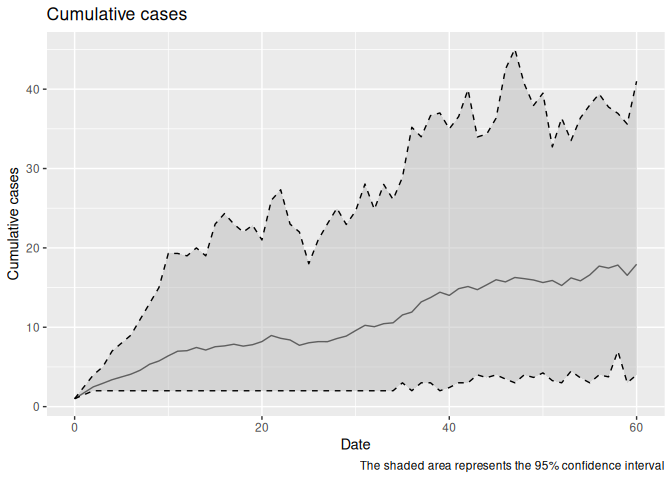 Cumulative cases
Cumulative cases
40
30
20
10
0
0 20 40 60
Date
The shaded area represents the 95% confidence interval